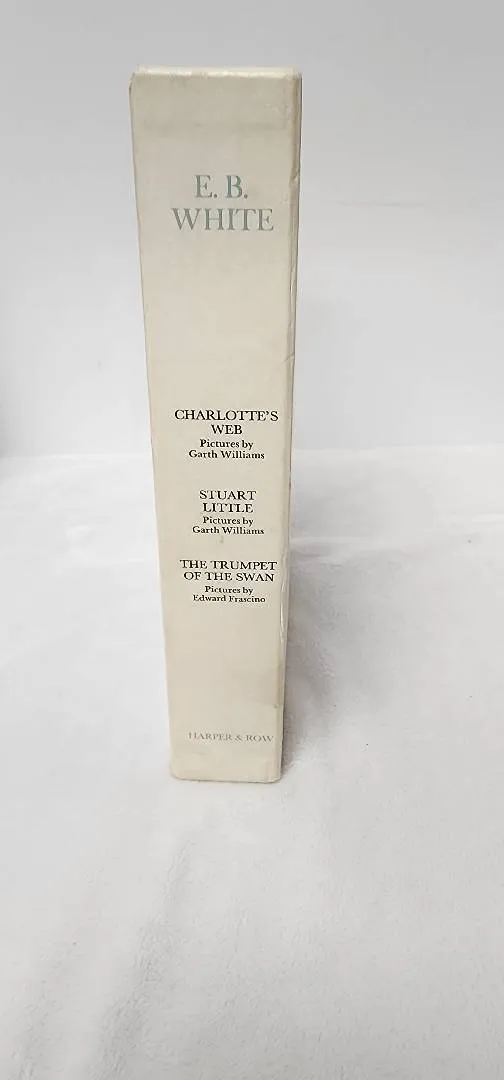 E. B.
WHITE
CHARLOTTE'S
WEB
Pictures by
Garth Williams
STUART
LITTLE
Pictures by
Garth Williams
THE TRUMPET
OF THE SWAN
Pictures by
Edward Frascino
HARPER & ROW